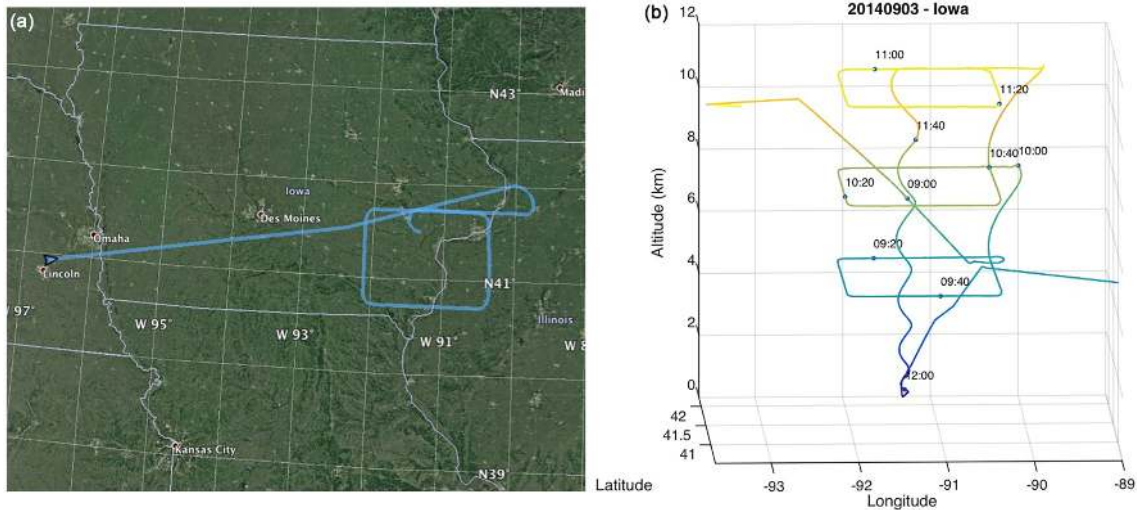 (a)
N43°
Madi
Iowa
Des Moines
Omaha
Lincoln
N41°
W 97°
W 95°
W 93°
W 91°
Illinois
W 8
Kansas City
N39°
(b)
20140903 - Iowa
12
10
8
6
4
2
0
Altitude (km)
11:00
11:20
11:40
10:40
10:00
10:20
09:00
09:20
09:40
12:00
42
41.5
41
Latitude
-93
-92
-91
-90
-89
Longitude